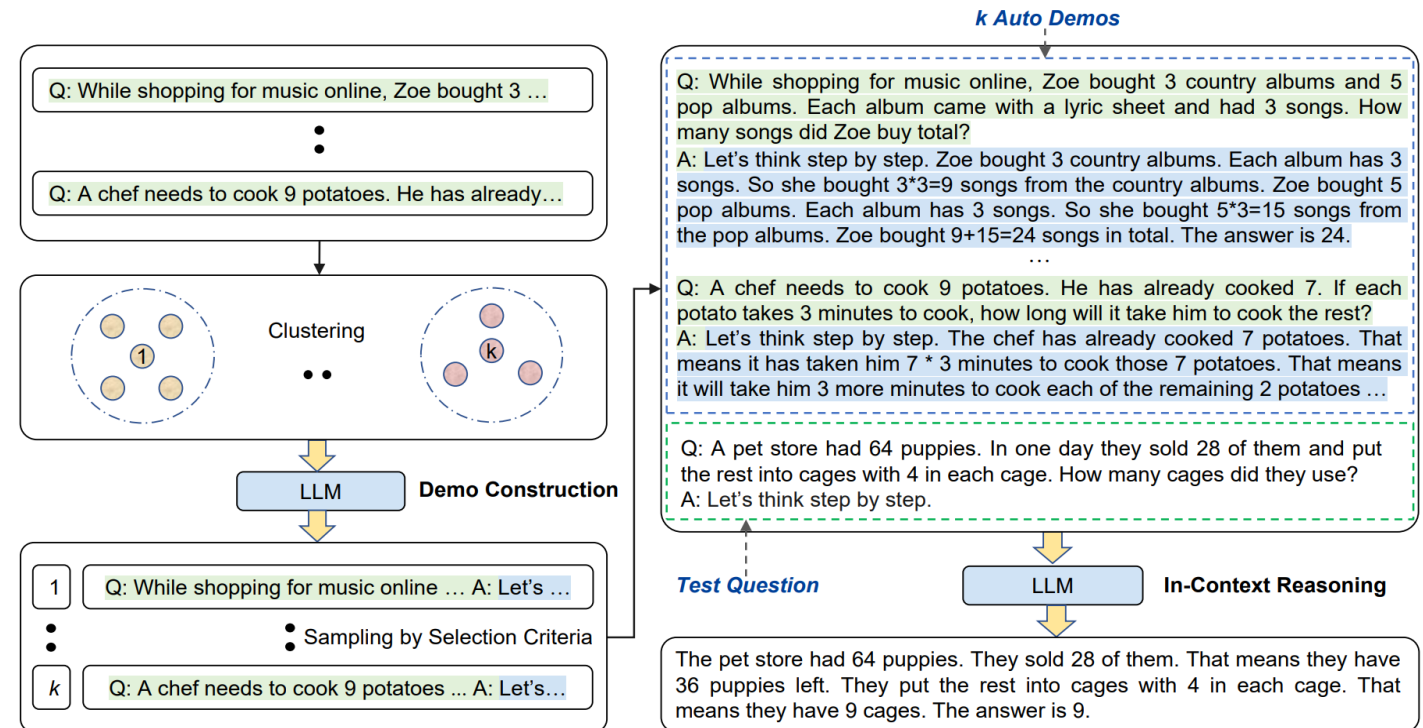 Q: While shopping for music online, Zoe bought 3 …
Q: A chef needs to cook 9 potatoes. He has already…
1
Clustering
k
LLM
Demo Construction
1
Q: While shopping for music online … A: Let’s …
Sampling by Selection Criteria
k
Q: A chef needs to cook 9 potatoes ... A: Let’s…
k Auto Demos
Q: While shopping for music online, Zoe bought 3 country albums and 5
pop albums. Each album came with a lyric sheet and had 3 songs. How
many songs did Zoe buy total?
A: Let’s think step by step. Zoe bought 3 country albums. Each album has 3
songs. So she bought 3*3=9 songs from the country albums. Zoe bought 5
pop albums. Each album has 3 songs. So she bought 5*3=15 songs from
the pop albums. Zoe bought 9+15=24 songs in total. The answer is 24.
…
Q: A chef needs to cook 9 potatoes. He has already cooked 7. If each
potato takes 3 minutes to cook, how long will it take him to cook the rest?
A: Let’s think step by step. The chef has already cooked 7 potatoes. That
means it has taken him 7 * 3 minutes to cook those 7 potatoes. That means
it will take him 3 more minutes to cook each of the remaining 2 potatoes …
Q: A pet store had 64 puppies. In one day they sold 28 of them and put
the rest into cages with 4 in each cage. How many cages did they use?
A: Let’s think step by step.
Test Question
LLM
In-Context Reasoning
The pet store had 64 puppies. They sold 28 of them. That means they have
36 puppies left. They put the rest into cages with 4 in each cage. That
means they have 9 cages. The answer is 9.